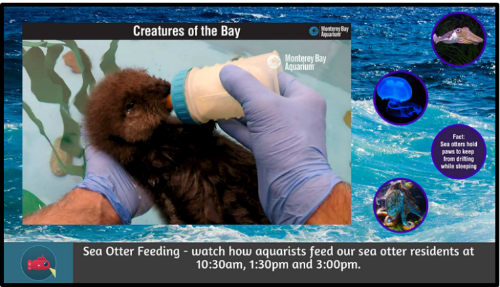 Creatures of the Bay
Monterey Bay
Aquarium
Monterey Bay
Aquarium
Fact:
Sea otters hold
paws to keep
from drifting
while sleeping
Sea Otter Feeding - watch how aquarists feed our sea otter residents at
10:30am, 1:30pm and 3:00pm.